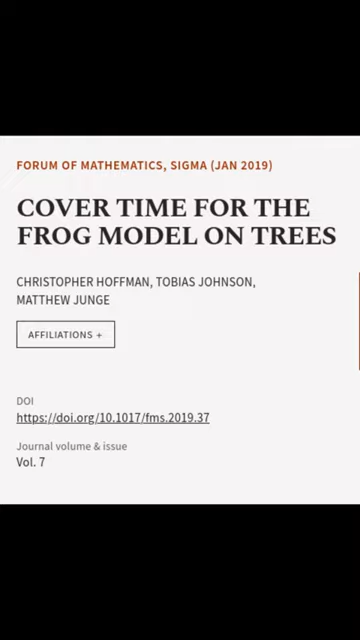 FORUM OF MATHEMATICS, SIGMA (JAN 2019)
COVER TIME FOR THE
FROG MODEL ON TREES
CHRISTOPHER HOFFMAN, TOBIAS JOHNSON,
MATTHEW JUNGE
AFFILIATIONS +
DOI
https://doi.org/10.1017/fms.2019.37
Journal volume & issue
Vol. 7